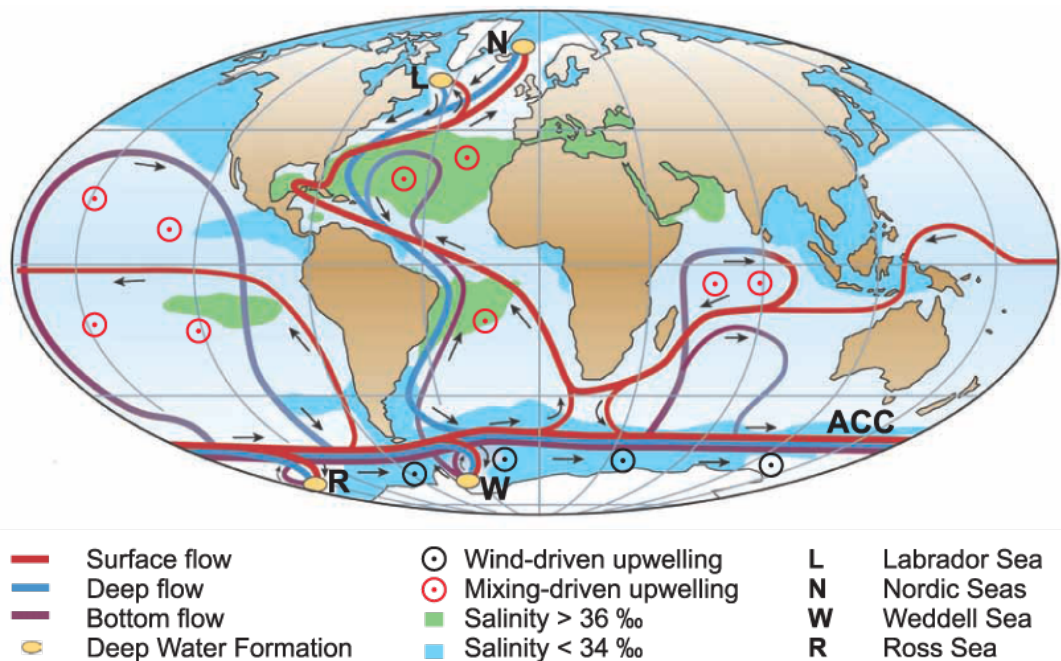 N
L
ACC
R
W
Surface flow
Deep flow
Bottom flow
Deep Water Formation
Wind-driven upwelling
Mixing-driven upwelling
Salinity > 36 ‰
Salinity < 34 ‰
L Labrador Sea
N Nordic Seas
W Weddell Sea
R Ross Sea